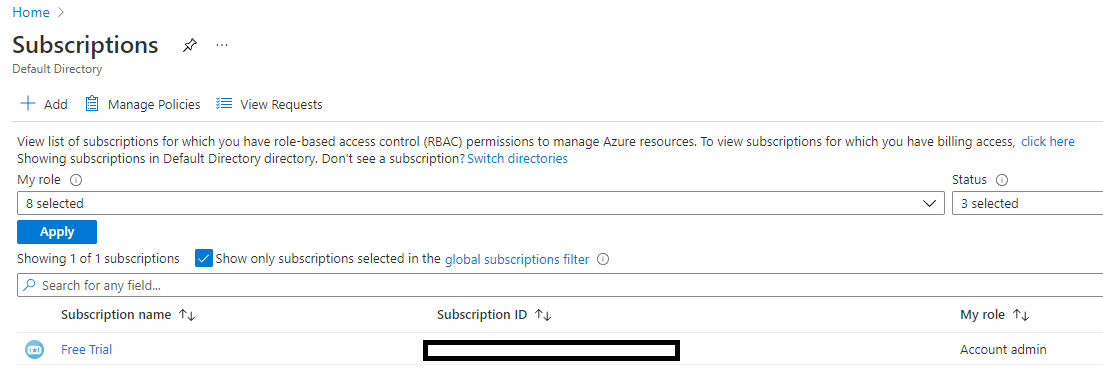 Home >
Subscriptions ...
Default Directory
+ Add Manage Policies View Requests
View list of subscriptions for which you have role-based access control (RBAC) permissions to manage Azure resources. To view subscriptions for which you have billing access, click here
Showing subscriptions in Default Directory directory. Don't see a subscription? Switch directories
My role Status
8 selected 3 selected
Apply
Showing 1 of 1 subscriptions Show only subscriptions selected in the global subscriptions filter
Search for any field...
Subscription name ↑↓ Subscription ID ↑↓ My role ↑↓
Free Trial Account admin